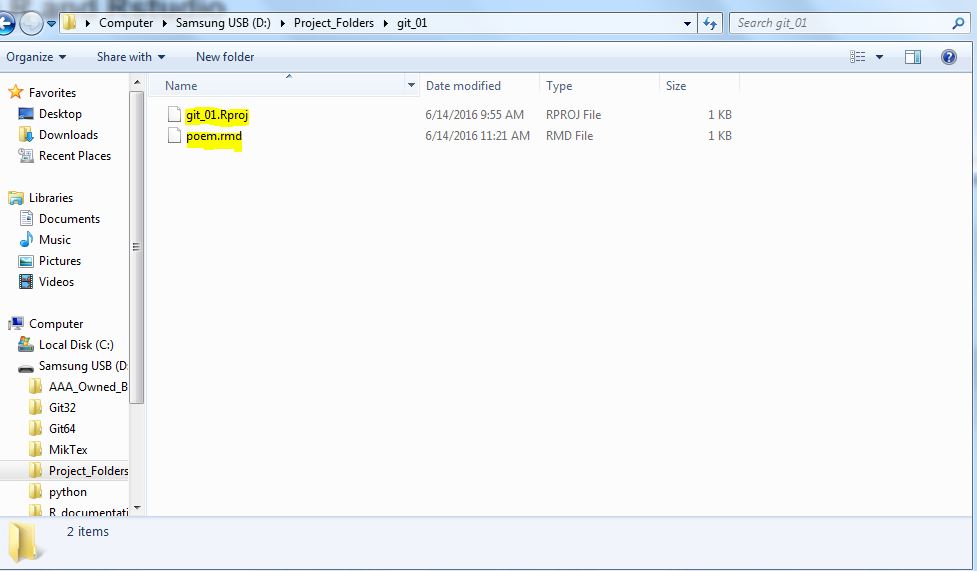 R and Rstudio
Computer Samsung USB (D:) Project_Folders git_01 Search git_01
Organize Share with New folder
Name Date modified Type Size
git_01.Rproj 6/14/2016 9:55 AM RPROJ File 1 KB
poem.rmd 6/14/2016 11:21 AM RMD File 1 KB
Favorites
Desktop
Downloads
Recent Places
Libraries
Documents
Music
Pictures
Videos
Computer
Local Disk (C:)
Samsung USB (D:
AAA_Owned_B
Git32
Git64
MikTex
Project_Folders
python
R_documentati
2 items